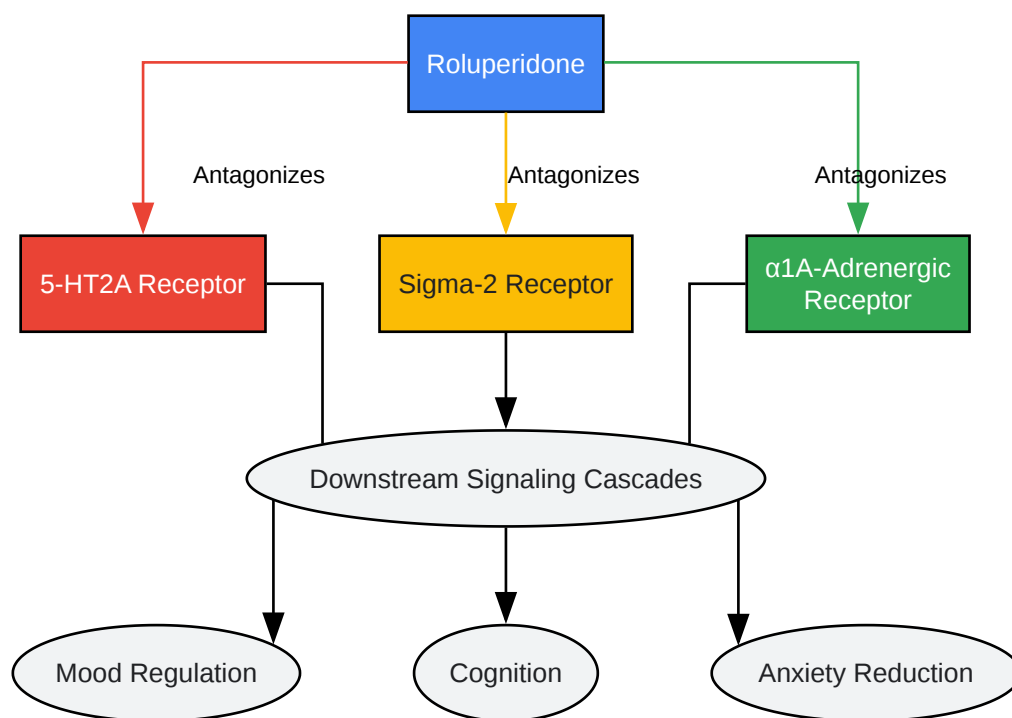 Roluperidone
Antagonizes
Antagonizes
Antagonizes
5-HT2A Receptor
Sigma-2 Receptor
α1A-Adrenergic
Receptor
Downstream Signaling Cascades
Mood Regulation
Cognition
Anxiety Reduction